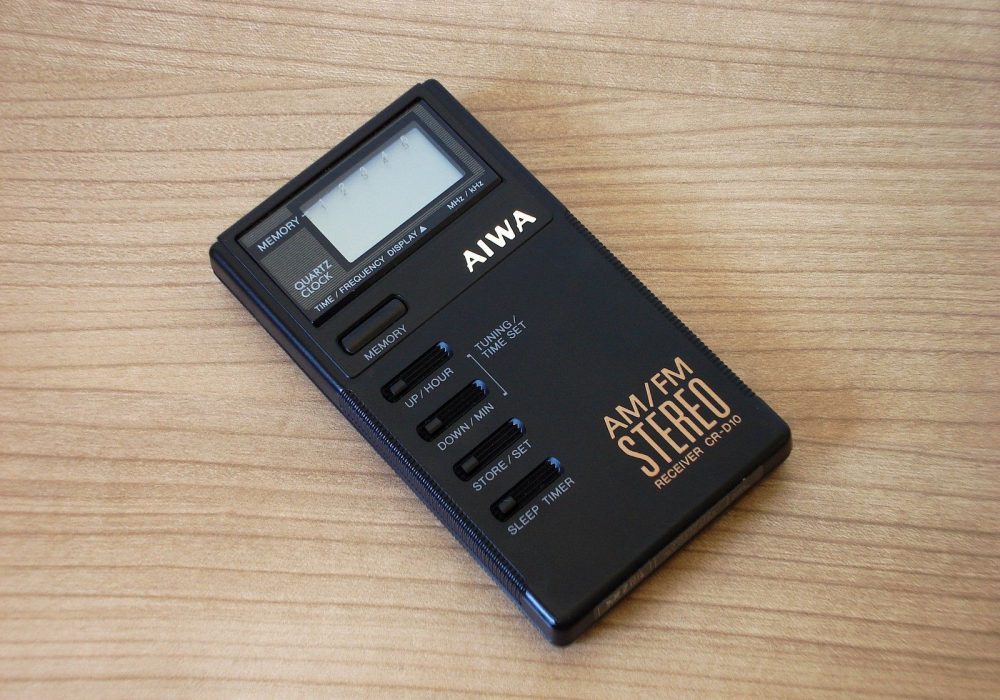 1 2 3 4 5
MEMORY
MHz / kHz
QUARTZ
CLOCK
TIME / FREQUENCY DISPLAY ▲
AIWA
MEMORY
UP / HOUR
TUNING /
TIME SET
DOWN / MIN
STORE / SET
SLEEP TIMER
AM/FM
STEREO
RECEIVER CR-D10